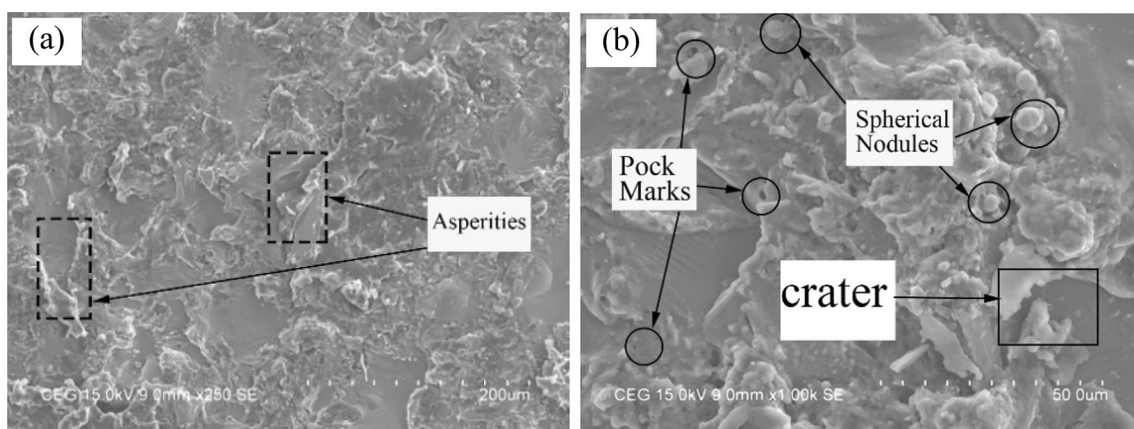 (a)
Asperities
CEG 15.0kV 9.0mm x250 SE
200um
(b)
Spherical
Nodules
Pock
Marks
crater
CEG 15.0kV 9.0mm x1.00k SE
50.0um